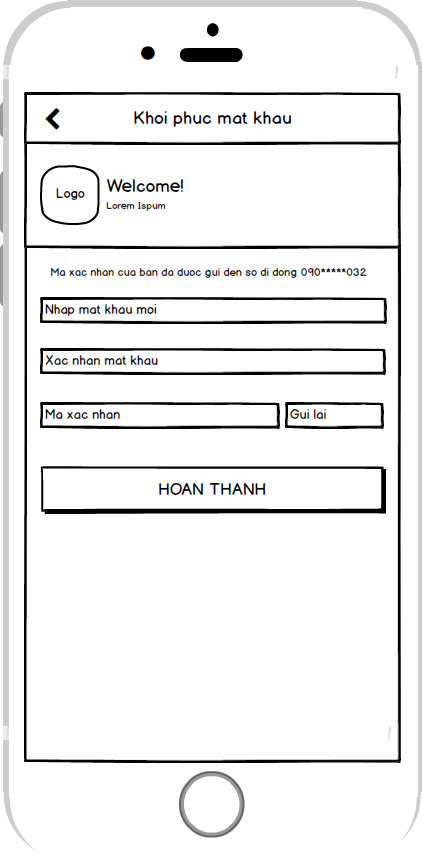 Khoi phuc mat khau
Logo
Welcome!
Lorem Ispum
Ma xac nhan cua ban da duoc gui den so di dong 090*****032
Nhap mat khau moi
Xac nhan mat khau
Ma xac nhan
Gui lai
HOAN THANH